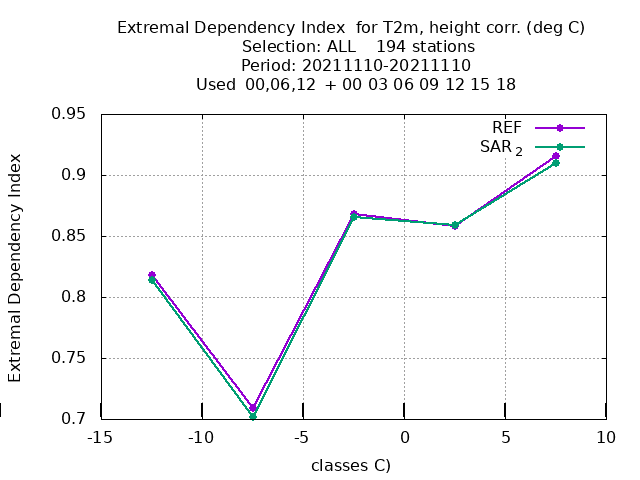 Extremal Dependency Index  for T2m, height corr. (deg C)
Selection: ALL    194 stations
Period: 20211110-20211110
Used  00,06,12  + 00 03 06 09 12 15 18
REF
SAR 2
0.95
0.9
0.85
0.8
0.75
0.7
Extremal Dependency Index
-15 -10 -5 0 5 10
classes C)